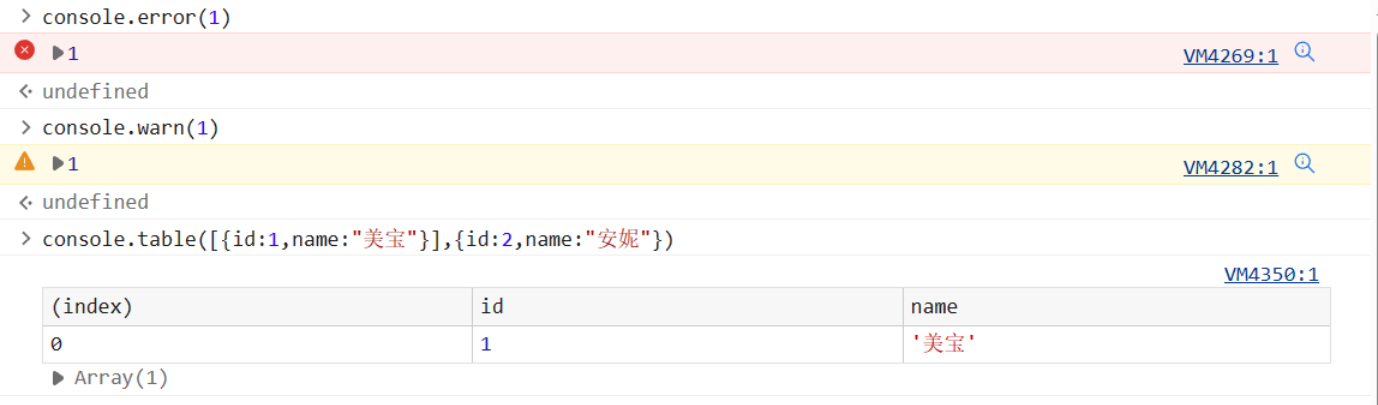 > console.error(1)
▶1 VM4269:1
undefined
> console.warn(1)
▶1 VM4282:1
undefined
> console.table([{id:1,name:"美宝"}],{id:2,name:"安妮"})
VM4350:1
(index) id name
0 1 '美宝'
▶ Array(1)